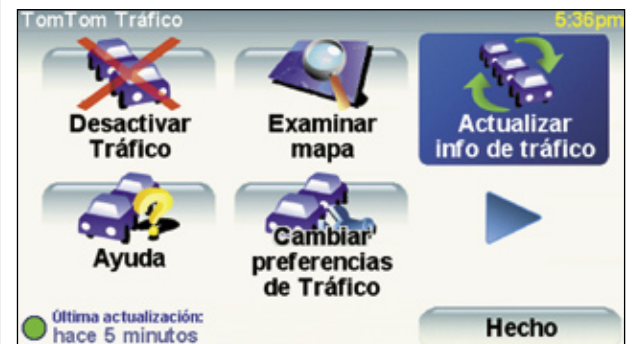 TomTom Tráfico
5:36pm
Desactivar
Tráfico
Examinar
mapa
Actualizar
info de tráfico
Ayuda
Cambiar
preferencias
de Tráfico
Última actualización:
hace 5 minutos
Hecho